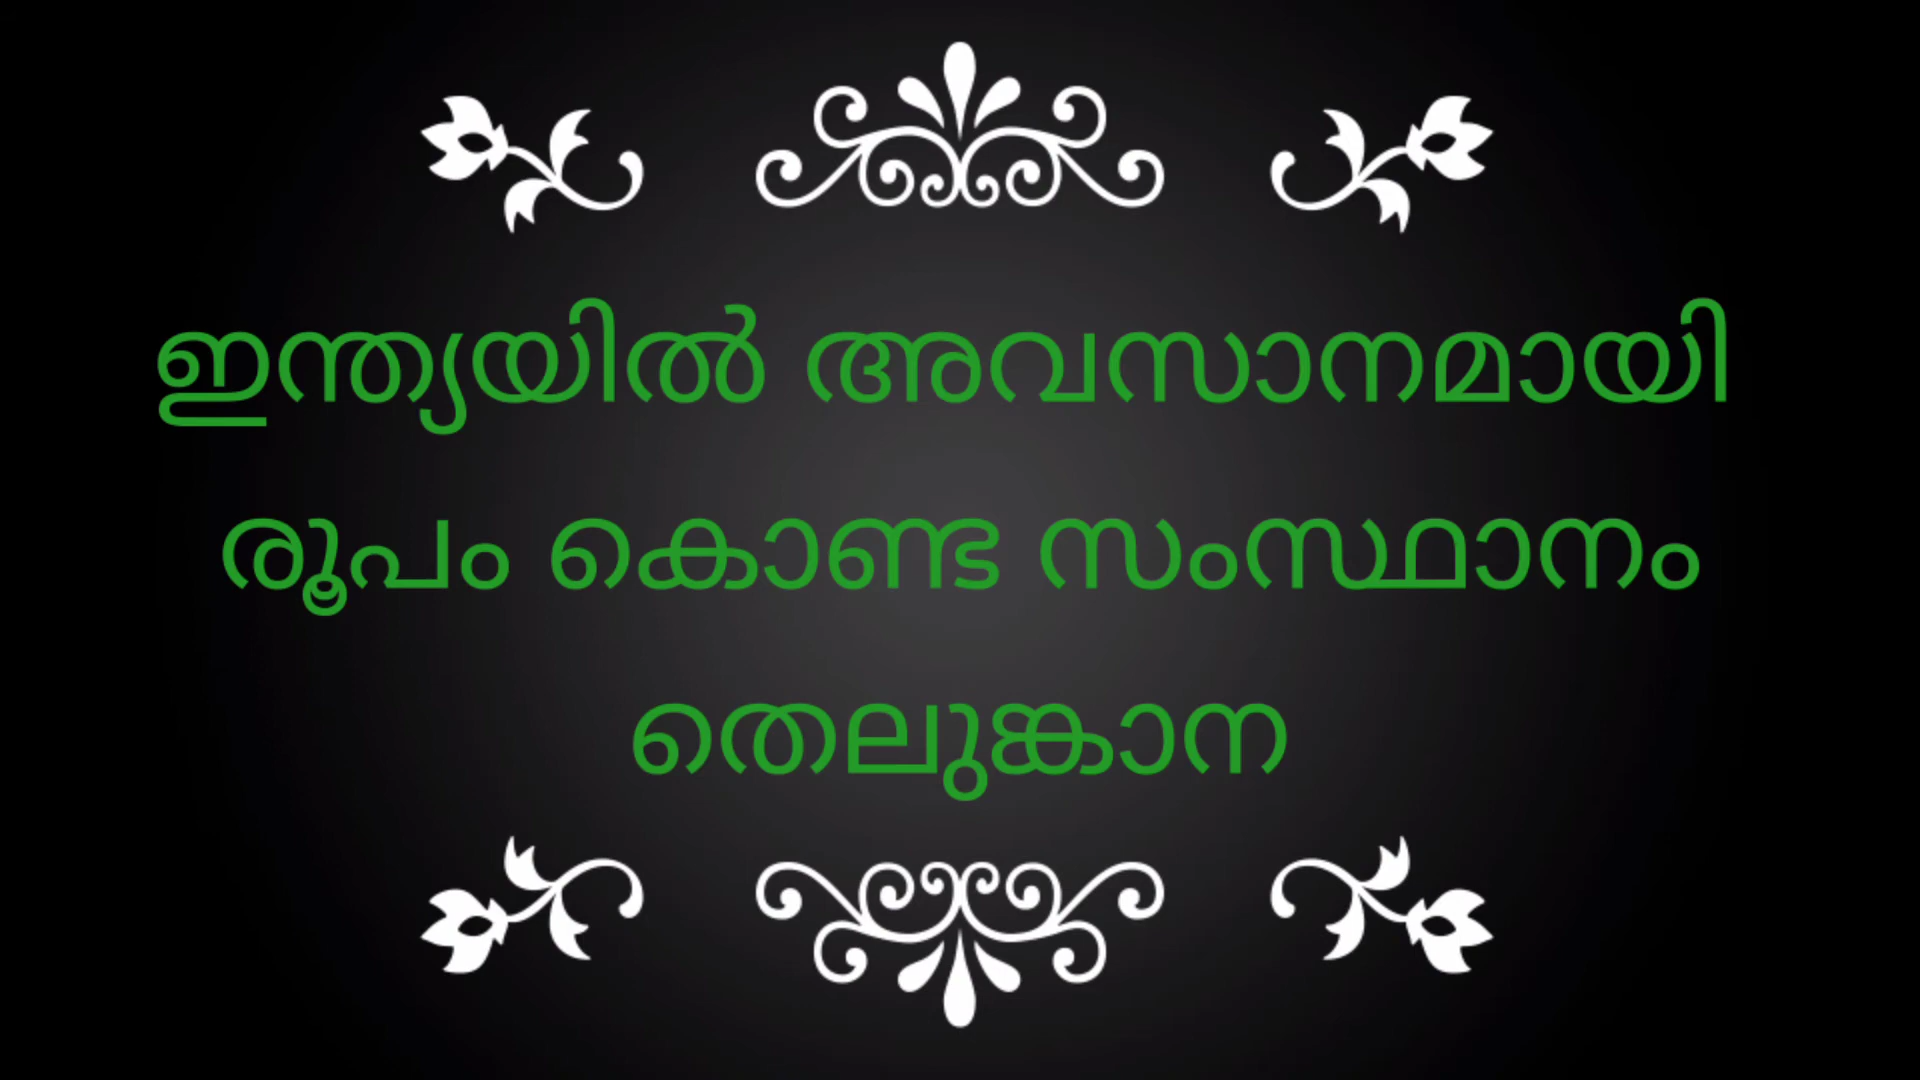 ഇന്ത്യയിൽ അവസാനമായി
രൂപം കൊണ്ട സംസ്ഥാനം
തെലുങ്കാന